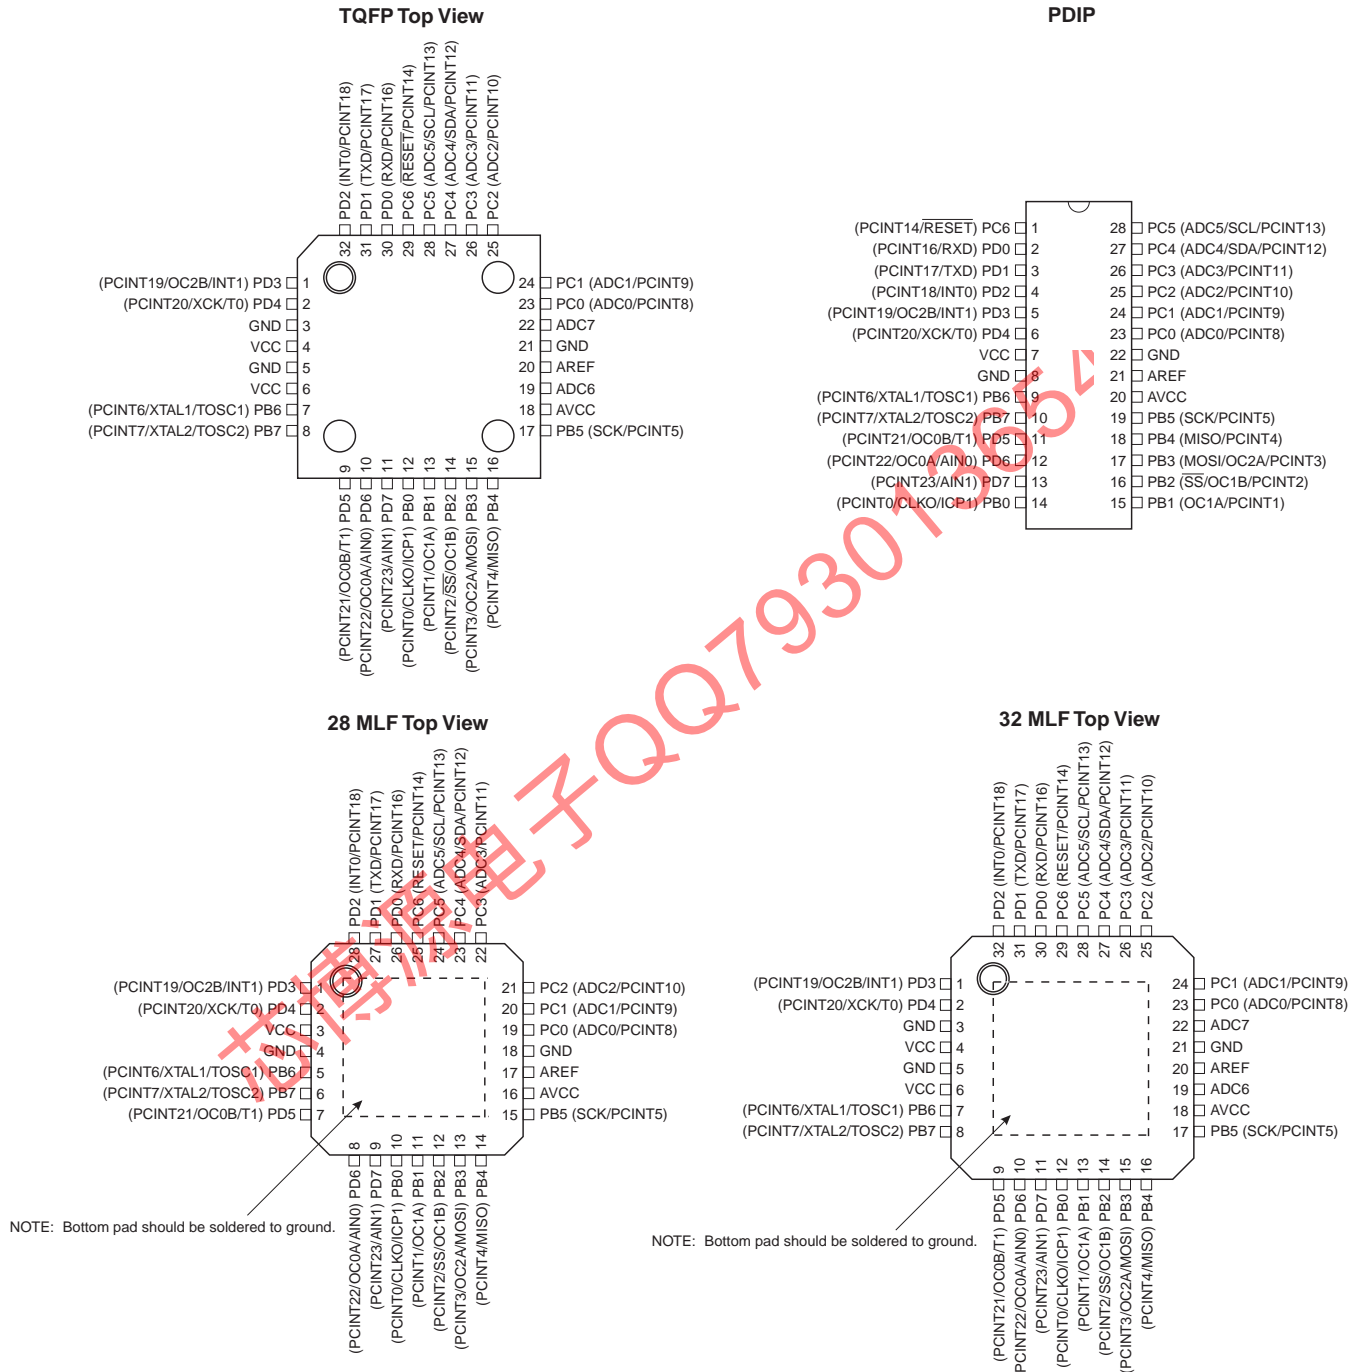 TQFP Top View
32 PD2 (INT0/PCINT18)
31 PD1 (TXD/PCINT17)
30 PD0 (RXD/PCINT16)
29 PC6 (RESET/PCINT14)
28 PC5 (ADC5/SCL/PCINT13)
27 PC4 (ADC4/SDA/PCINT12)
26 PC3 (ADC3/PCINT11)
25 PC2 (ADC2/PCINT10)
(PCINT19/OC2B/INT1) PD3 1
(PCINT20/XCK/T0) PD4 2
GND 3
VCC 4
GND 5
VCC 6
(PCINT6/XTAL1/TOSC1) PB6 7
(PCINT7/XTAL2/TOSC2) PB7 8
24 PC1 (ADC1/PCINT9)
23 PC0 (ADC0/PCINT8)
22 ADC7
21 GND
20 AREF
19 ADC6
18 AVCC
17 PB5 (SCK/PCINT5)
(PCINT21/OC0B/T1) PD5 9
(PCINT22/OC0A/AIN0) PD6 10
(PCINT23/AIN1) PD7 11
(PCINT0/CLKO/ICP1) PB0 12
(PCINT1/OC1A) PB1 13
(PCINT2/SS/OC1B) PB2 14
(PCINT3/OC2A/MOSI) PB3 15
(PCINT4/MISO) PB4 16
PDIP
(PCINT14/RESET) PC6 1
(PCINT16/RXD) PD0 2
(PCINT17/TXD) PD1 3
(PCINT18/INT0) PD2 4
(PCINT19/OC2B/INT1) PD3 5
(PCINT20/XCK/T0) PD4 6
VCC 7
GND 8
(PCINT6/XTAL1/TOSC1) PB6 9
(PCINT7/XTAL2/TOSC2) PB7 10
(PCINT21/OC0B/T1) PD5 11
(PCINT22/OC0A/AIN0) PD6 12
(PCINT23/AIN1) PD7 13
(PCINT0/CLKO/ICP1) PB0 14
28 PC5 (ADC5/SCL/PCINT13)
27 PC4 (ADC4/SDA/PCINT12)
26 PC3 (ADC3/PCINT11)
25 PC2 (ADC2/PCINT10)
24 PC1 (ADC1/PCINT9)
23 PC0 (ADC0/PCINT8)
22 GND
21 AREF
20 AVCC
19 PB5 (SCK/PCINT5)
18 PB4 (MISO/PCINT4)
17 PB3 (MOSI/OC2A/PCINT3)
16 PB2 (SS/OC1B/PCINT2)
15 PB1 (OC1A/PCINT1)
芯博源电子QQ793013654
28 MLF Top View
28 PD2 (INT0/PCINT18)
27 PD1 (TXD/PCINT17)
26 PD0 (RXD/PCINT16)
25 PC6 (RESET/PCINT14)
24 PC5 (ADC5/SCL/PCINT13)
23 PC4 (ADC4/SDA/PCINT12)
22 PC3 (ADC3/PCINT11)
(PCINT19/OC2B/INT1) PD3 1
(PCINT20/XCK/T0) PD4 2
VCC 3
GND 4
(PCINT6/XTAL1/TOSC1) PB6 5
(PCINT7/XTAL2/TOSC2) PB7 6
(PCINT21/OC0B/T1) PD5 7
21 PC2 (ADC2/PCINT10)
20 PC1 (ADC1/PCINT9)
19 PC0 (ADC0/PCINT8)
18 GND
17 AREF
16 AVCC
15 PB5 (SCK/PCINT5)
(PCINT22/OC0A/AIN0) PD6 8
(PCINT23/AIN1) PD7 9
(PCINT0/CLKO/ICP1) PB0 10
(PCINT1/OC1A) PB1 11
(PCINT2/SS/OC1B) PB2 12
(PCINT3/OC2A/MOSI) PB3 13
(PCINT4/MISO) PB4 14
NOTE: Bottom pad should be soldered to ground.
32 MLF Top View
32 PD2 (INT0/PCINT18)
31 PD1 (TXD/PCINT17)
30 PD0 (RXD/PCINT16)
29 PC6 (RESET/PCINT14)
28 PC5 (ADC5/SCL/PCINT13)
27 PC4 (ADC4/SDA/PCINT12)
26 PC3 (ADC3/PCINT11)
25 PC2 (ADC2/PCINT10)
(PCINT19/OC2B/INT1) PD3 1
(PCINT20/XCK/T0) PD4 2
GND 3
VCC 4
GND 5
VCC 6
(PCINT6/XTAL1/TOSC1) PB6 7
(PCINT7/XTAL2/TOSC2) PB7 8
24 PC1 (ADC1/PCINT9)
23 PC0 (ADC0/PCINT8)
22 ADC7
21 GND
20 AREF
19 ADC6
18 AVCC
17 PB5 (SCK/PCINT5)
(PCINT21/OC0B/T1) PD5 9
(PCINT22/OC0A/AIN0) PD6 10
(PCINT23/AIN1) PD7 11
(PCINT0/CLKO/ICP1) PB0 12
(PCINT1/OC1A) PB1 13
(PCINT2/SS/OC1B) PB2 14
(PCINT3/OC2A/MOSI) PB3 15
(PCINT4/MISO) PB4 16
NOTE: Bottom pad should be soldered to ground.